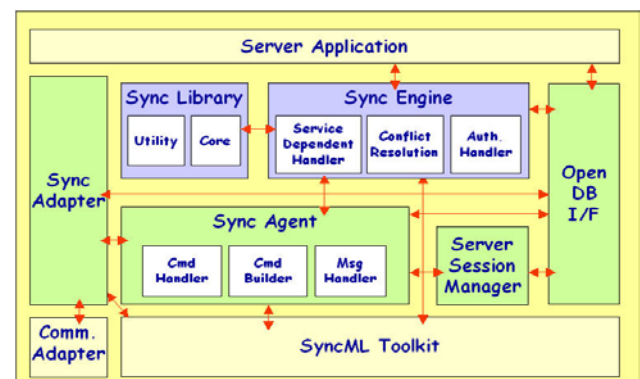 Server Application
Sync Library
Utility
Core
Sync Engine
Service
Dependent
Handler
Conflict
Resolution
Auth.
Handler
Sync
Adapter
Open
DB
I/F
Sync Agent
Cmd
Handler
Cmd
Builder
Msg
Handler
Server
Session
Manager
Comm.
Adapter
SyncML Toolkit